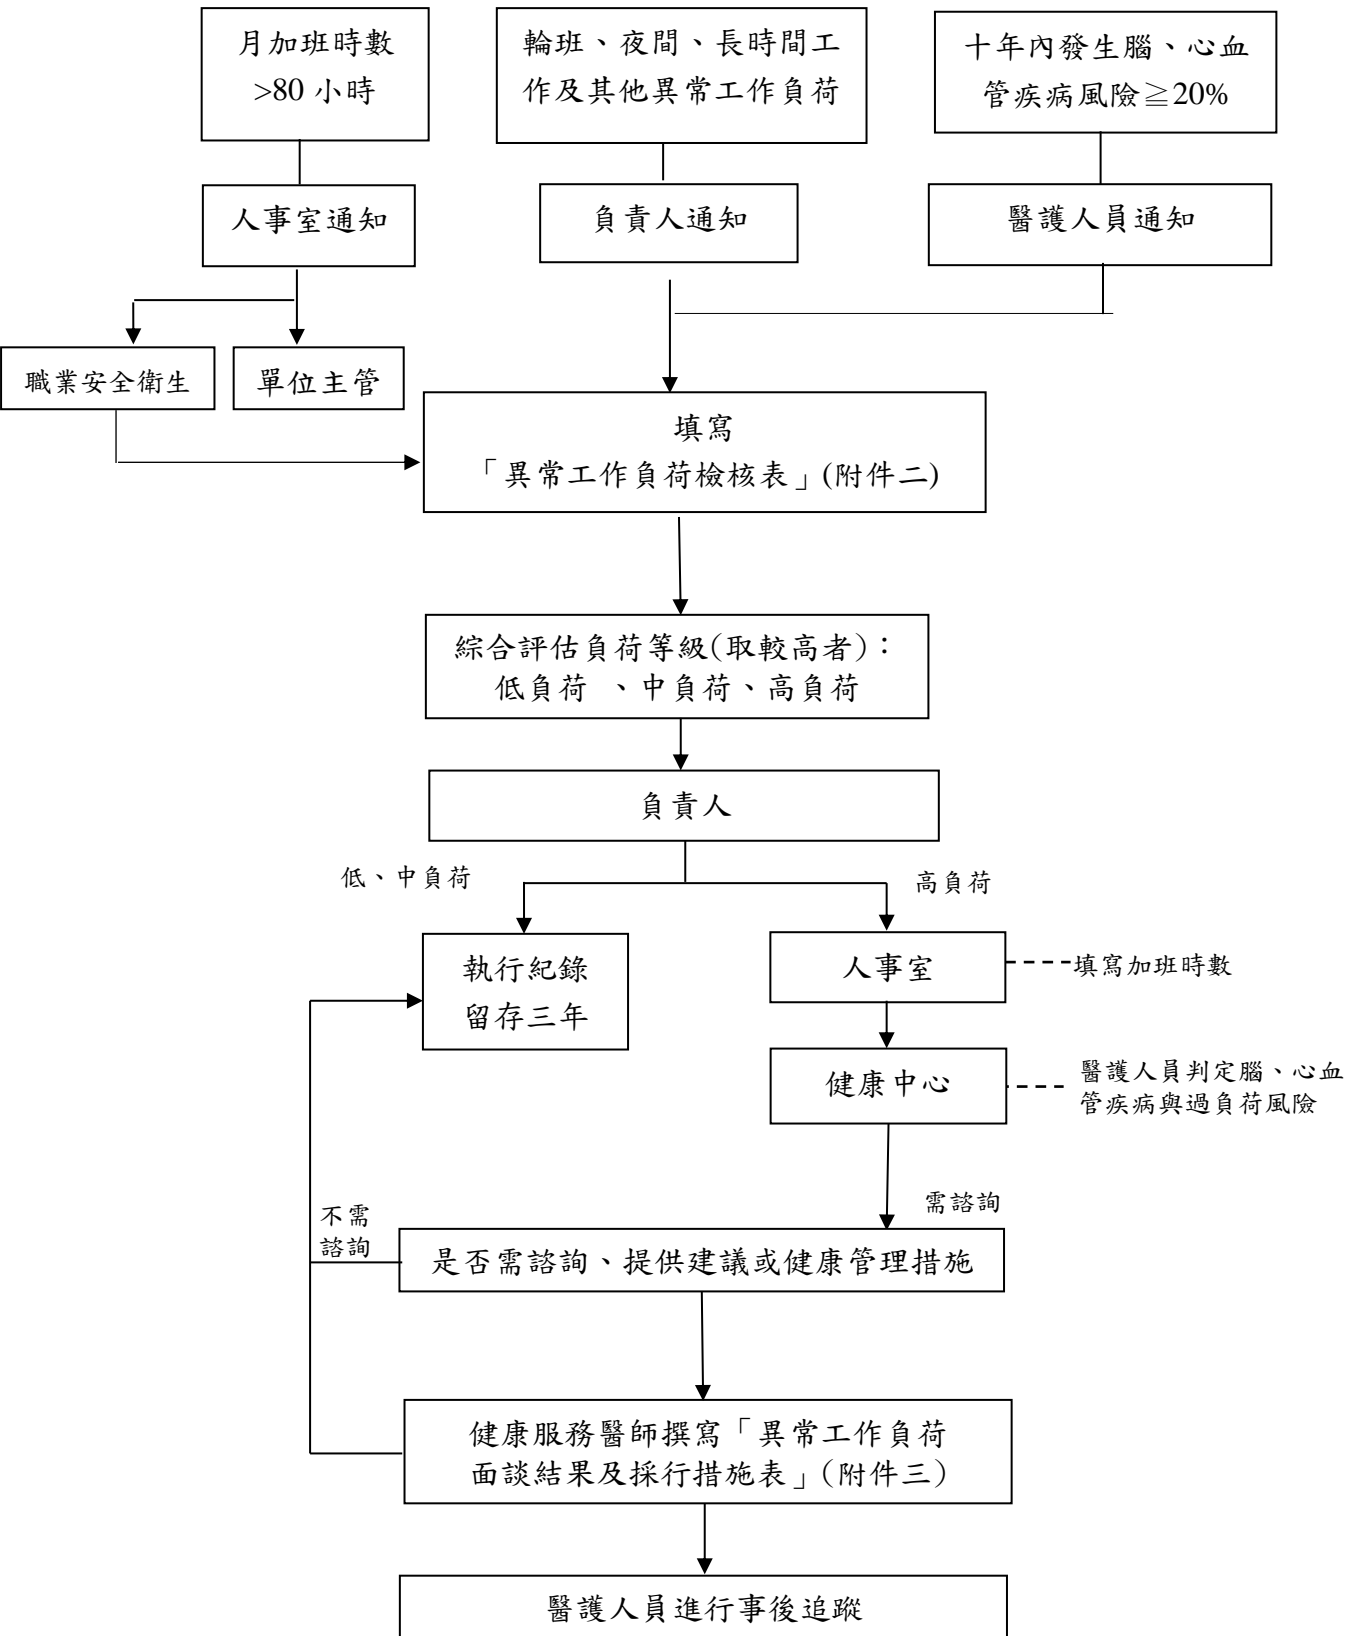 月加班時數
>80 小時
輪班、夜間、長時間工
作及其他異常工作負荷
十年內發生腦、心血
管疾病風險≧20%
人事室通知
負責人通知
醫護人員通知
職業安全衛生
單位主管
填寫
「異常工作負荷檢核表」(附件二)
綜合評估負荷等級(取較高者)：
低負荷 、中負荷、高負荷
負責人
低、中負荷
高負荷
執行紀錄
留存三年
人事室
填寫加班時數
健康中心
醫護人員判定腦、心血
管疾病與過負荷風險
需諮詢
不需
諮詢
是否需諮詢、提供建議或健康管理措施
健康服務醫師撰寫「異常工作負荷
面談結果及採行措施表」(附件三)
醫護人員進行事後追蹤